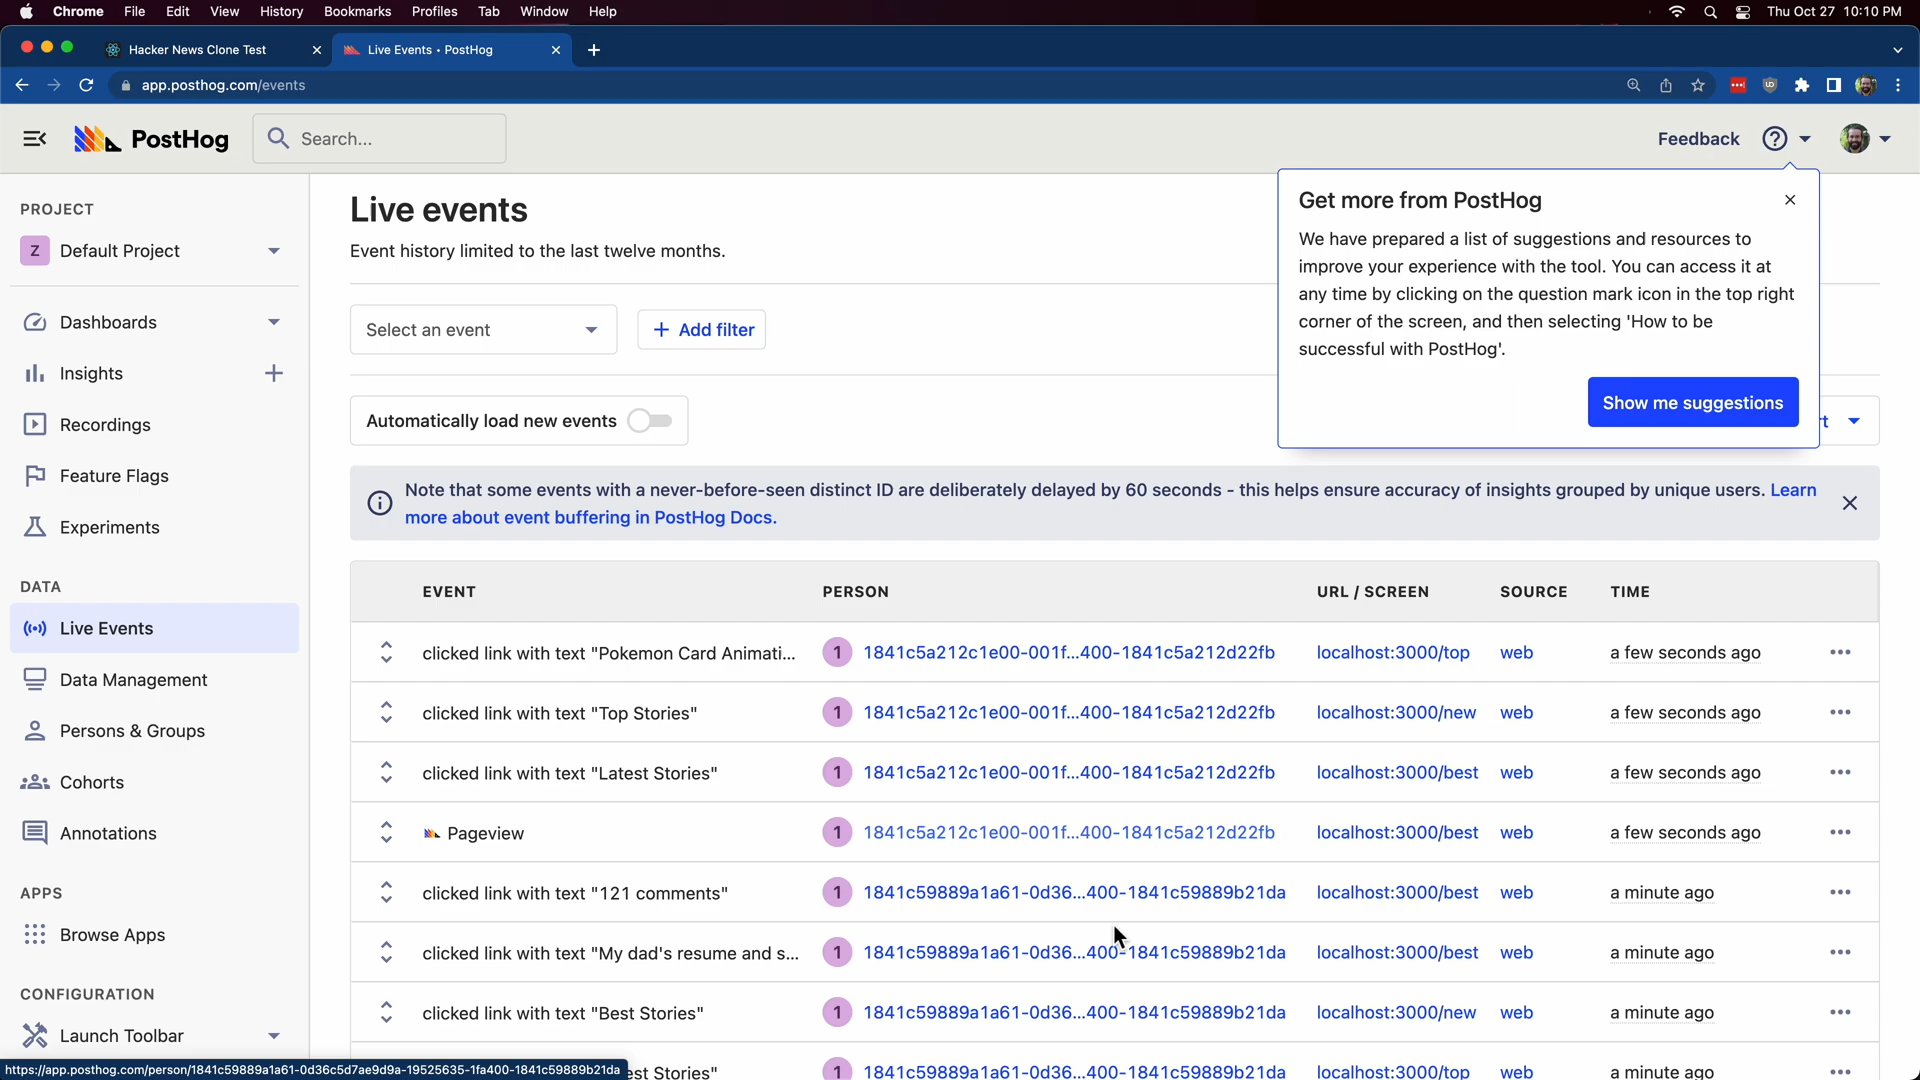 Chrome File Edit View History Bookmarks Profiles Tab Window Help Thu Oct 27 10:10 PM
Hacker News Clone Test Live Events • PostHog
app.posthog.com/events
PostHog Search... Feedback
PROJECT
Z Default Project
Dashboards
Insights
Recordings
Feature Flags
Experiments
DATA
Live Events
Data Management
Persons & Groups
Cohorts
Annotations
APPS
Browse Apps
CONFIGURATION
Launch Toolbar
https://app.posthog.com/person/1841c59889a1a61-0d36c5d7ae9d9a-19525635-1fa400-1841c59889b21da
Live events
Event history limited to the last twelve months.
Select an event + Add filter
Automatically load new events
Get more from PostHog
We have prepared a list of suggestions and resources to
improve your experience with the tool. You can access it at
any time by clicking on the question mark icon in the top right
corner of the screen, and then selecting 'How to be
successful with PostHog'.
Show me suggestions
Note that some events with a never-before-seen distinct ID are deliberately delayed by 60 seconds - this helps ensure accuracy of insights grouped by unique users. Learn
more about event buffering in PostHog Docs.
EVENT PERSON URL / SCREEN SOURCE TIME
clicked link with text "Pokemon Card Animati... 1 1841c5a212c1e00-001f...400-1841c5a212d22fb localhost:3000/top web a few seconds ago
clicked link with text "Top Stories" 1 1841c5a212c1e00-001f...400-1841c5a212d22fb localhost:3000/new web a few seconds ago
clicked link with text "Latest Stories" 1 1841c5a212c1e00-001f...400-1841c5a212d22fb localhost:3000/best web a few seconds ago
Pageview 1 1841c5a212c1e00-001f...400-1841c5a212d22fb localhost:3000/best web a few seconds ago
clicked link with text "121 comments" 1 1841c59889a1a61-0d36...400-1841c59889b21da localhost:3000/best web a minute ago
clicked link with text "My dad's resume and s... 1 1841c59889a1a61-0d36...400-1841c59889b21da localhost:3000/best web a minute ago
clicked link with text "Best Stories" 1 1841c59889a1a61-0d36...400-1841c59889b21da localhost:3000/new web a minute ago
est Stories" 1 1841c59889a1a61-0d36...400-1841c59889b21da localhost:3000/top web a minute ago